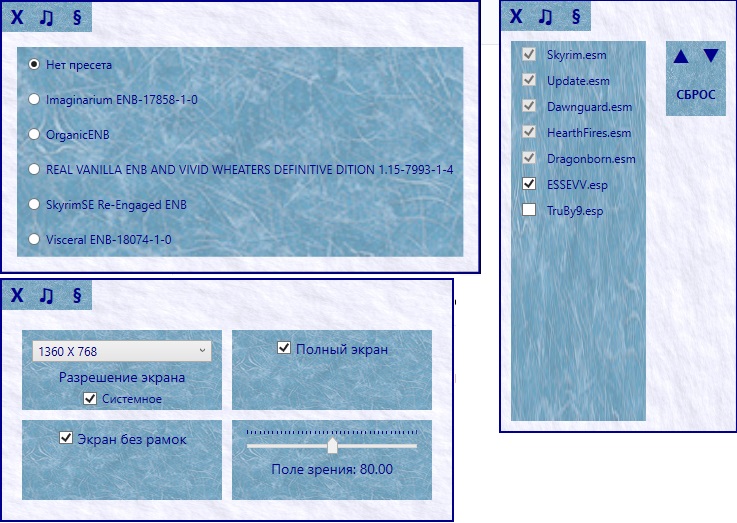 X ♫ §
Нет пресета
Imaginarium ENB-17858-1-0
OrganicENB
REAL VANILLA ENB AND VIVID WHEATERS DEFINITIVE DITION 1.15-7993-1-4
SkyrimSE Re-Engaged ENB
Visceral ENB-18074-1-0
X ♫ §
Skyrim.esm
Update.esm
Dawnguard.esm
HearthFires.esm
Dragonborn.esm
ESSEVV.esp
TruBy9.esp
▲ ▼
СБРОС
X ♫ §
1360 X 768
Разрешение экрана
Системное
Полный экран
Экран без рамок
Поле зрения: 80.00